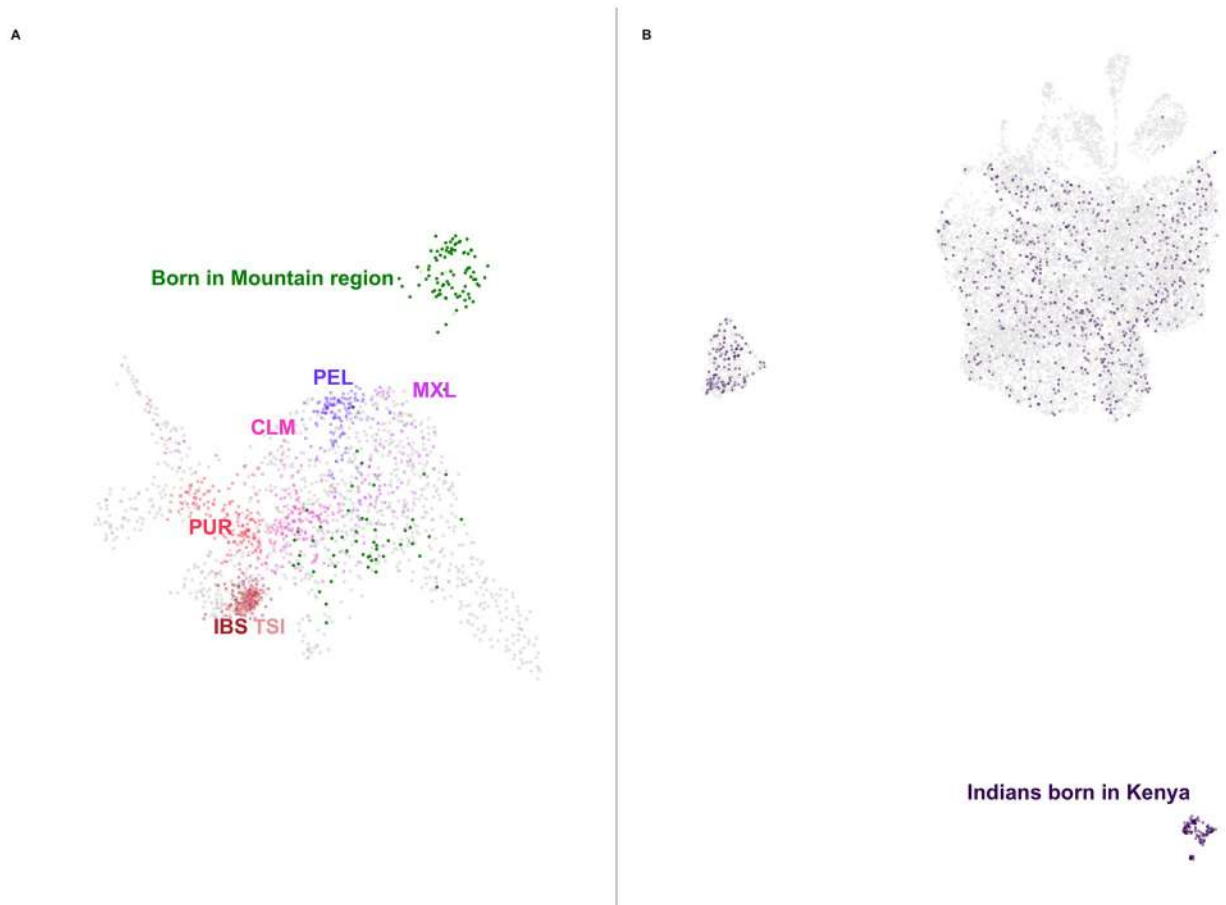 A
B
Born in Mountain region
PEL
MXL
CLM
PUR
IBS TSI
Indians born in Kenya